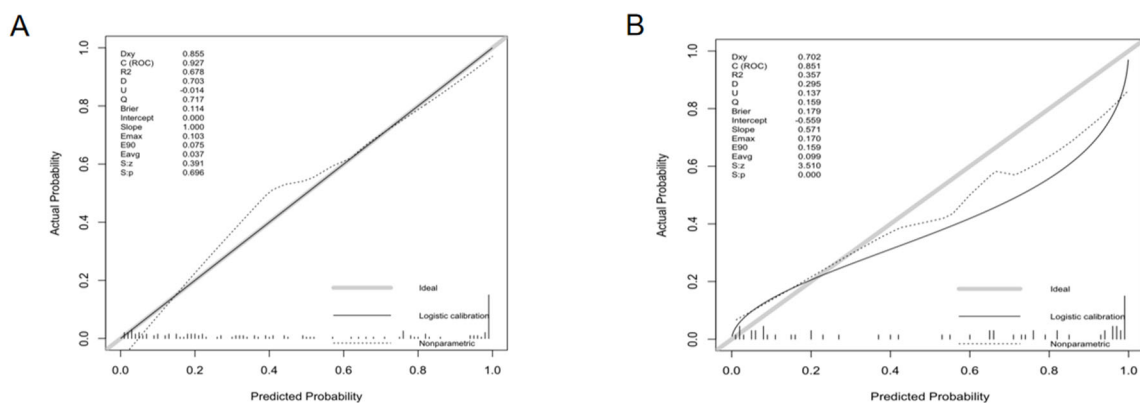 A
Dxy 0.855
C (ROC) 0.927
R2 0.678
D 0.703
U -0.014
Q 0.717
Brier 0.114
Intercept 0.000
Slope 1.000
Emax 0.103
E90 0.075
Eavg 0.037
S:z 0.391
S:p 0.696
Actual Probability
1.0
0.8
0.6
0.4
0.2
0.0
Ideal
Logistic calibration
Nonparametric
0.0 0.2 0.4 0.6 0.8 1.0
Predicted Probability
B
Dxy 0.702
C (ROC) 0.851
R2 0.357
D 0.295
U 0.137
Q 0.159
Brier 0.179
Intercept -0.559
Slope 0.571
Emax 0.170
E90 0.159
Eavg 0.099
S:z 3.510
S:p 0.000
Actual Probability
1.0
0.8
0.6
0.4
0.2
0.0
Ideal
Logistic calibration
Nonparametric
0.0 0.2 0.4 0.6 0.8 1.0
Predicted Probability